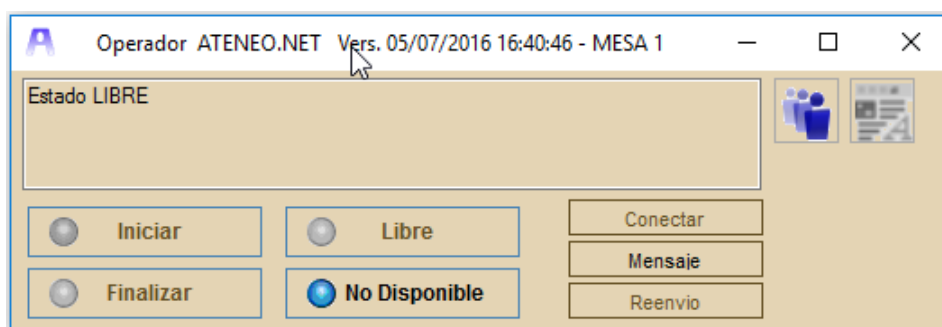 Operador ATENEO.NET Vers. 05/07/2016 16:40:46 - MESA 1
Estado LIBRE
Iniciar
Libre
Conectar
Mensaje
Finalizar
No Disponible
Reenvio